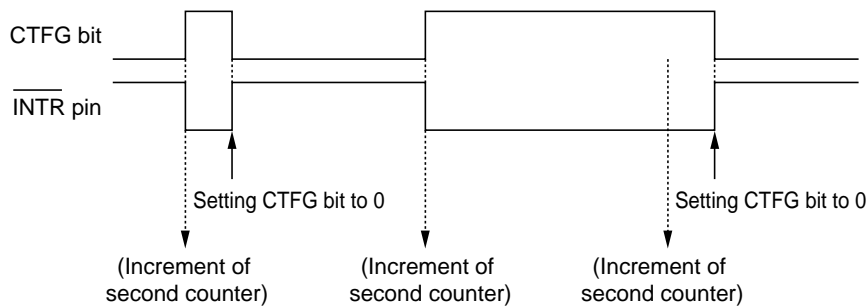 CTFG bit
INTR pin
Setting CTFG bit to 0
Setting CTFG bit to 0
(Increment of
second counter)
(Increment of
second counter)
(Increment of
second counter)